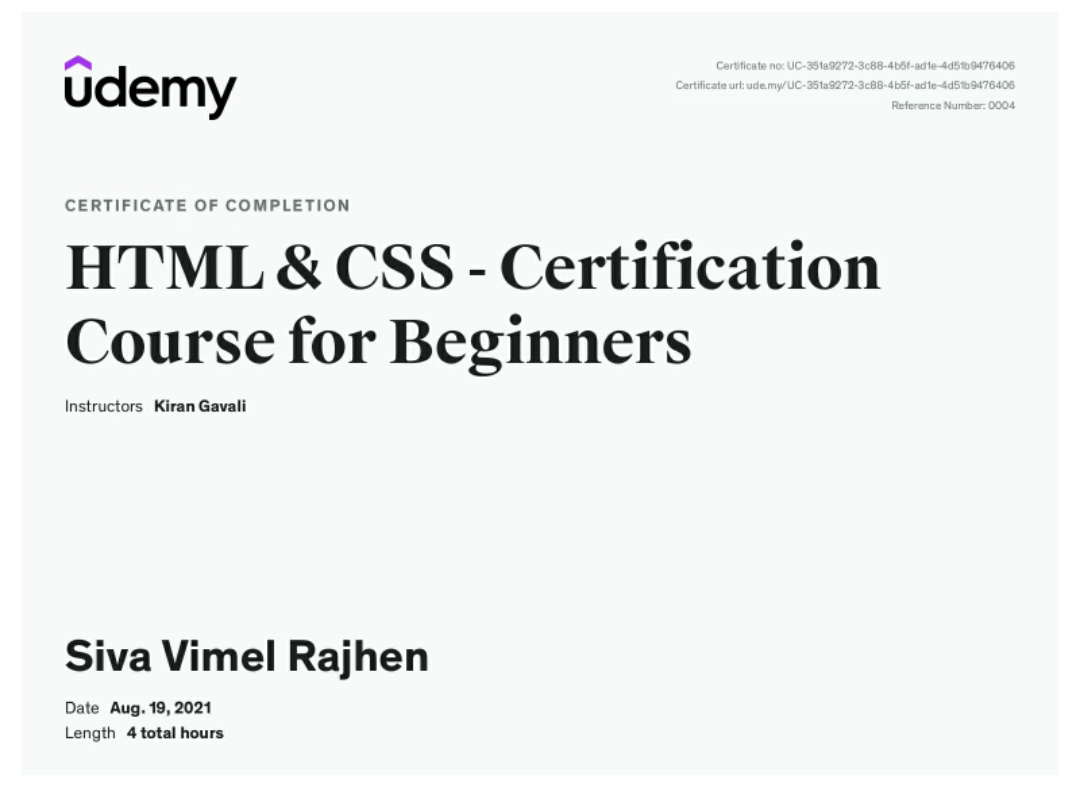 udemy
Certificate no: UC-351a9272-3c88-4b5f-ad1e-4d51b9476406
Certificate url: ude.my/UC-351a9272-3c88-4b5f-ad1e-4d51b9476406
Reference Number: 0004
CERTIFICATE OF COMPLETION
HTML & CSS - Certification
Course for Beginners
Instructors Kiran Gavali
Siva Vimel Rajhen
Date Aug. 19, 2021
Length 4 total hours